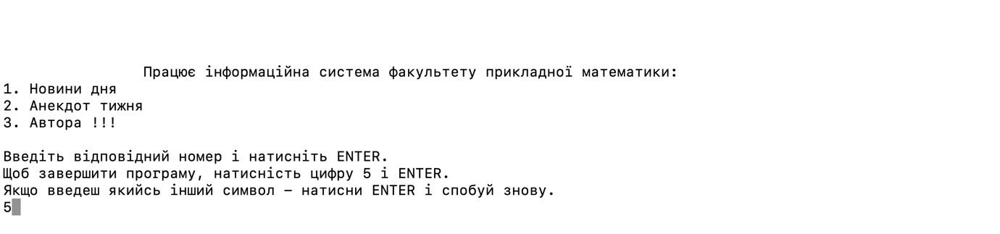 Працює інформаційна система факультету прикладної математики:
1. Новини дня
2. Анекдот тижня
3. Автора !!!
Введіть відповідний номер і натисніть ENTER.
Щоб завершити програму, натисність цифру 5 і ENTER.
Якщо введеш якийсь інший символ – натисни ENTER і спобуй знову.
5